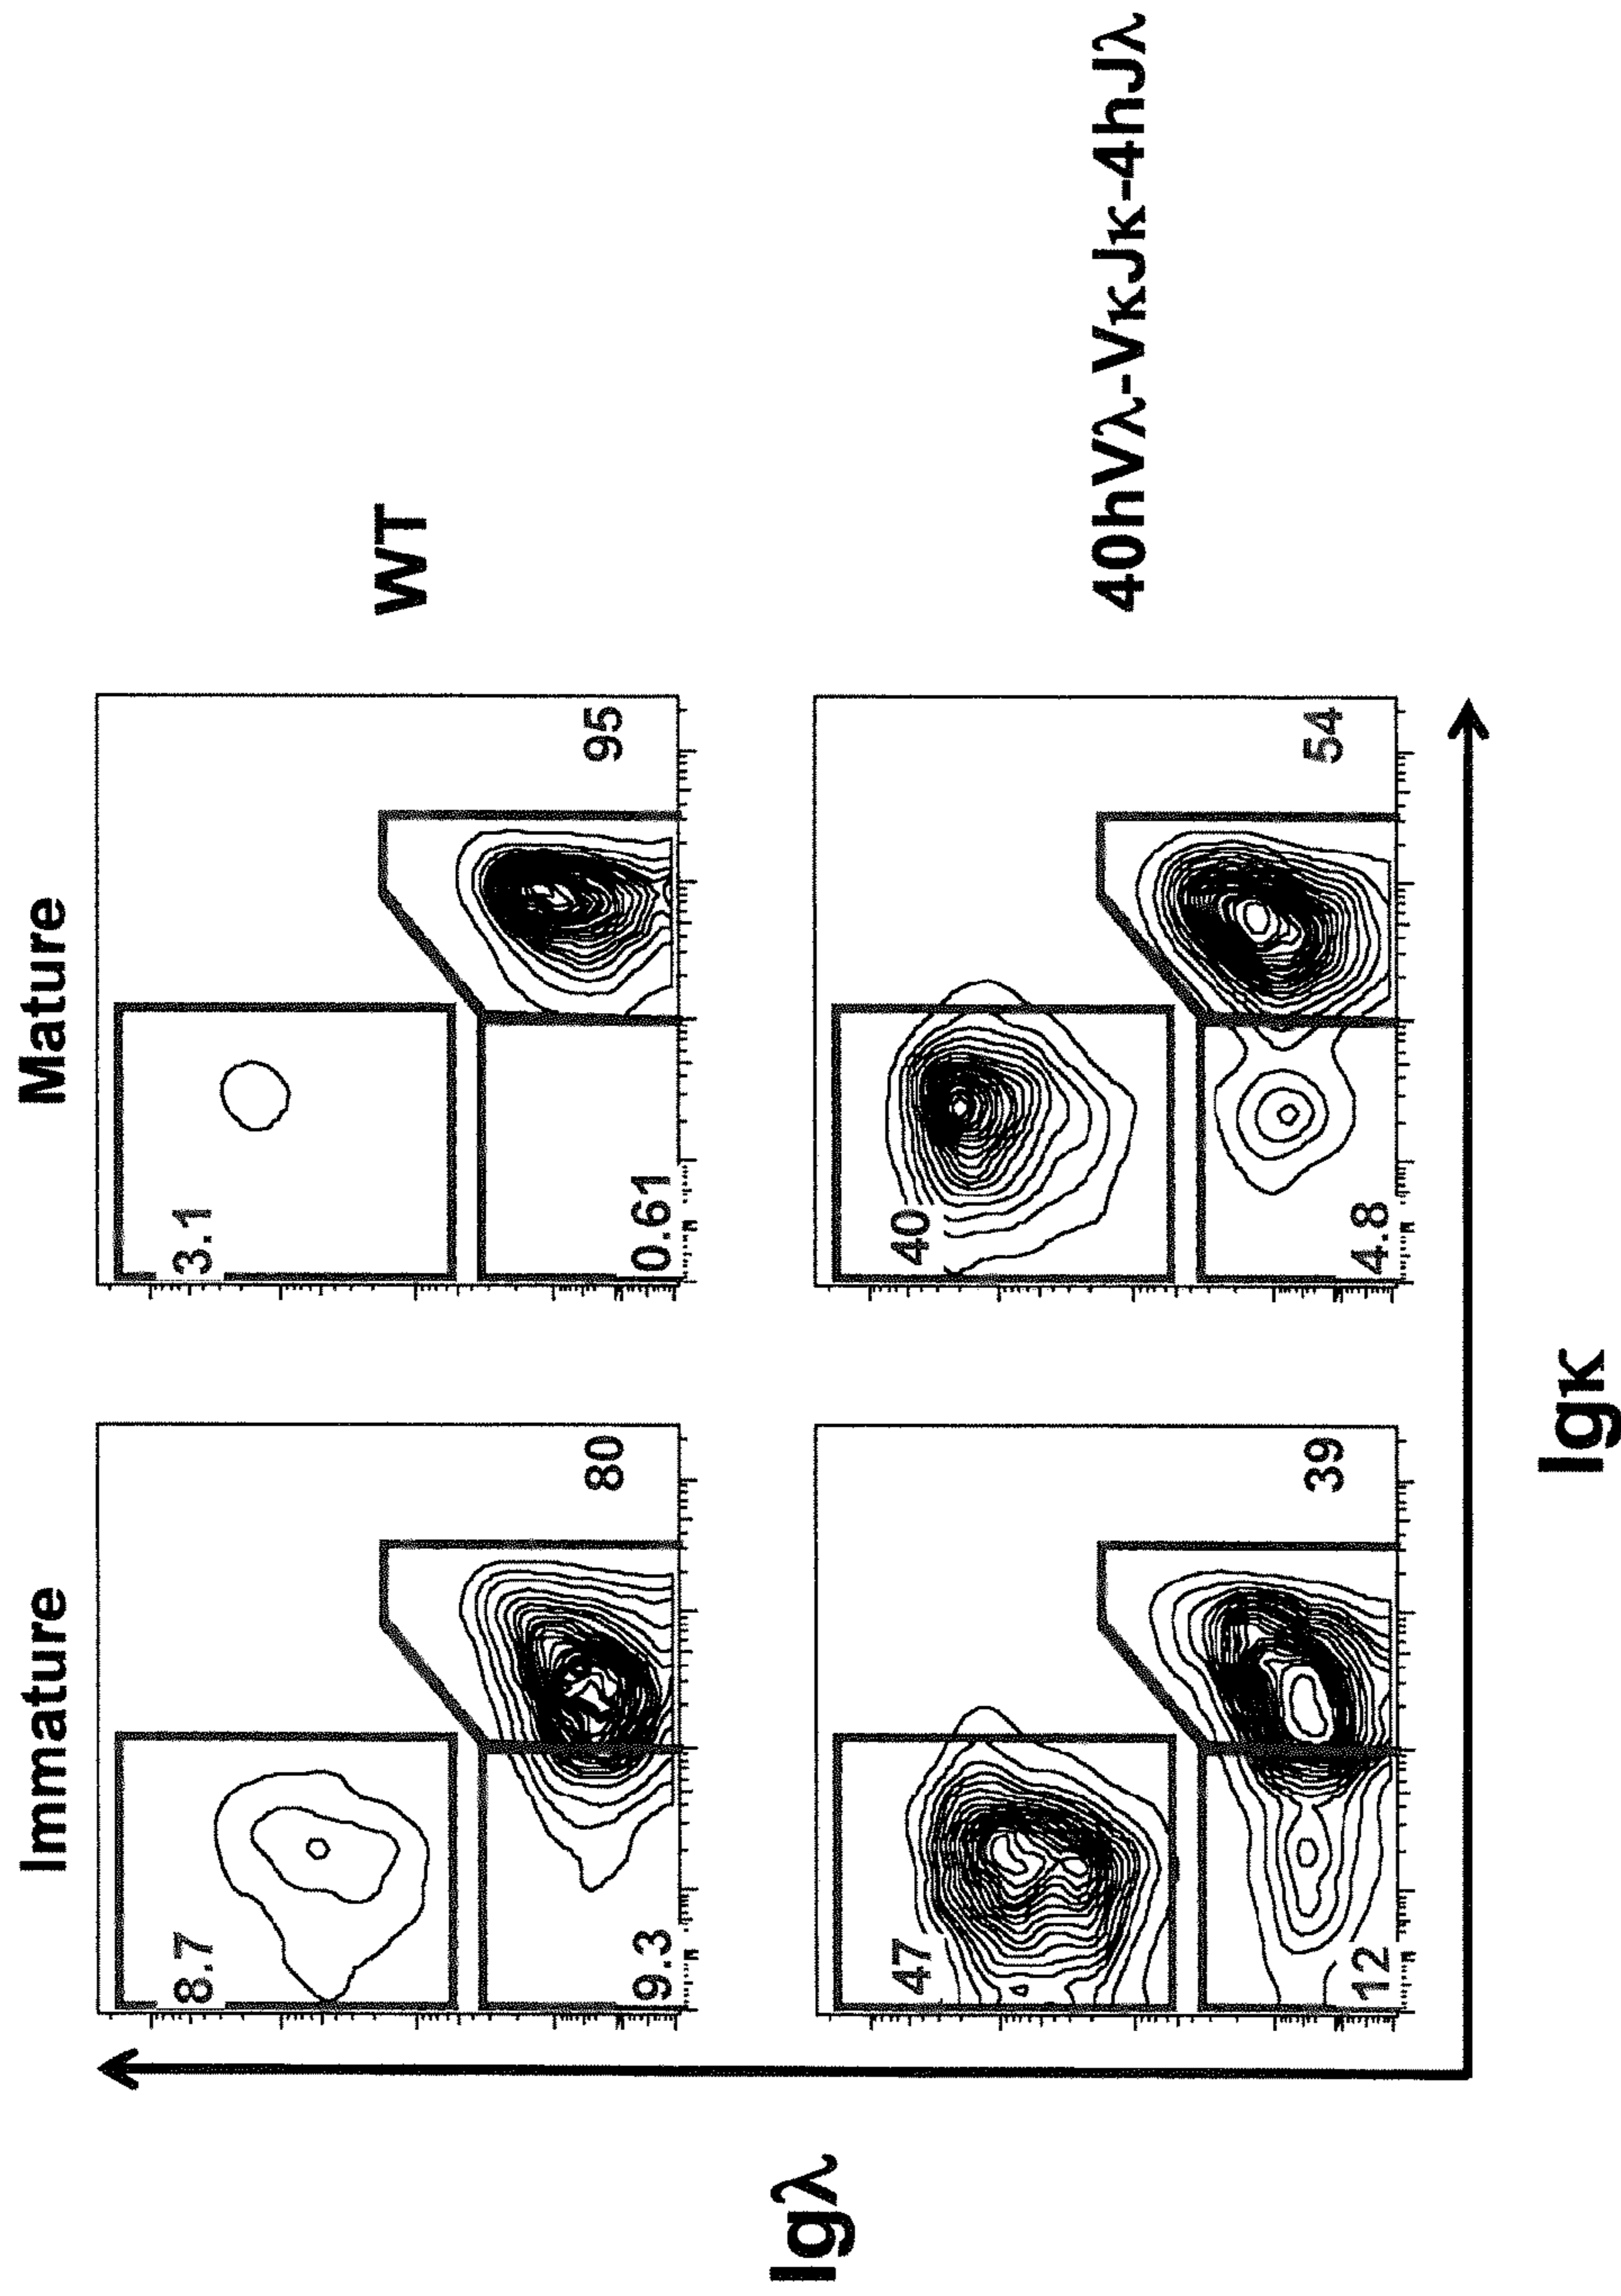 Immature Mature
8.7
80
9.3
3.1
95
0.61
WT
47
39
12
40
54
4.8
40hVλ-VκJκ-4hJλ
Igλ
Igκ